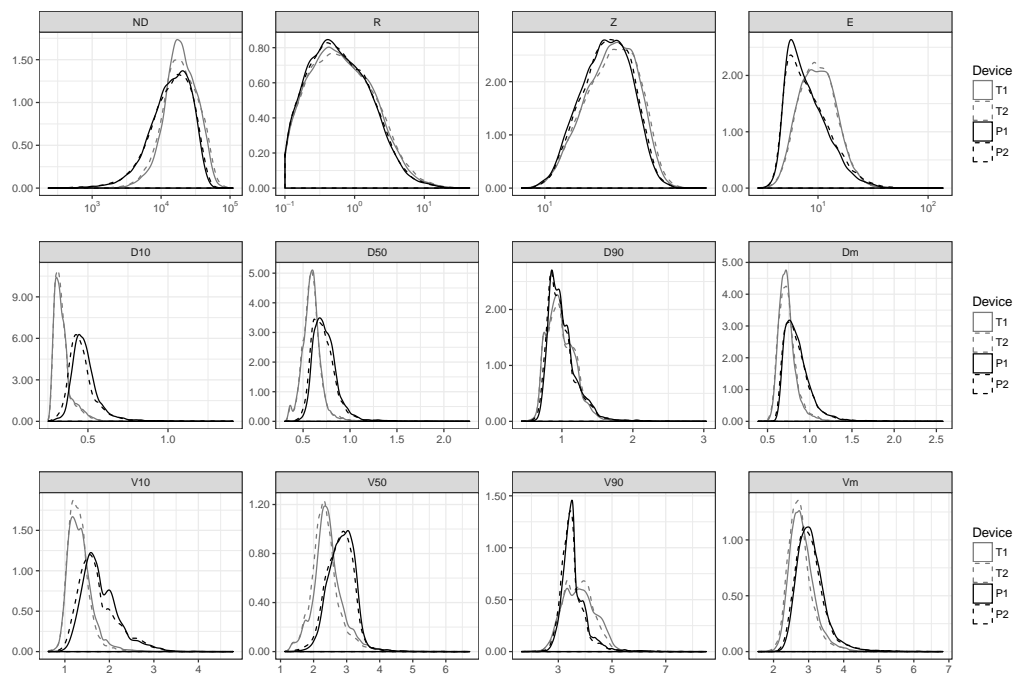 ND R Z E
1.50
1.00
0.50
0.00
0.80
0.60
0.40
0.20
0.00
2.00
1.00
0.00
2.00
1.00
0.00
10³ 10⁴ 10⁵
10⁻¹ 10⁰ 10¹
10¹
10¹ 10²
Device
T1
T2
P1
P2
D10 D50 D90 Dm
9.00
6.00
3.00
0.00
5.00
4.00
3.00
2.00
1.00
0.00
2.00
1.00
0.00
5.00
4.00
3.00
2.00
1.00
0.00
0.5 1.0
0.5 1.0 1.5 2.0
1 2 3
0.5 1.0 1.5 2.0 2.5
Device
T1
T2
P1
P2
V10 V50 V90 Vm
1.50
1.00
0.50
0.00
1.20
0.80
0.40
0.00
1.50
1.00
0.50
0.00
1.00
0.50
0.00
1 2 3 4
1 2 3 4 5 6
3 5 7
2 3 4 5 6 7
Device
T1
T2
P1
P2